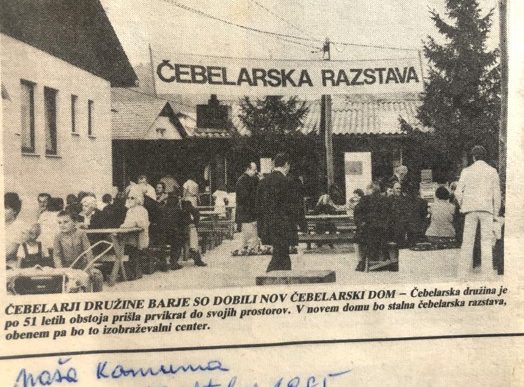 ČEBELARSKA RAZSTAVA
ČEBELARJI DRUŽINE BARJE SO DOBILI NOV ČEBELARSKI DOM – Čebelarska družina je
po 51 letih obstoja prišla prvikrat do svojih prostorov. V novem domu bo stalna čebelarska razstava,
obenem pa bo to izobraževalni center.
Naša Komuna